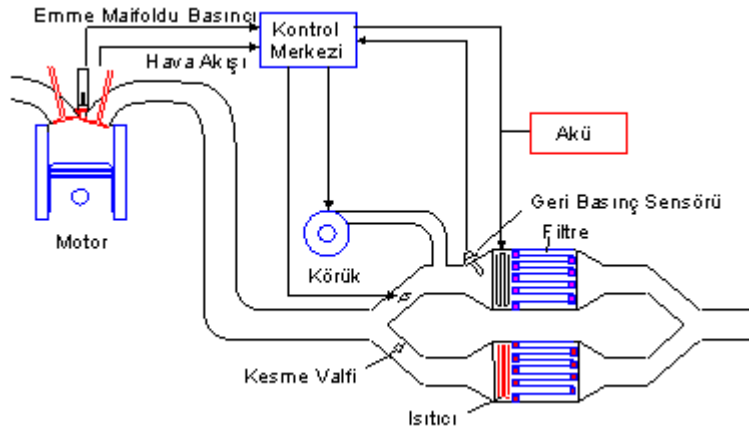 Emme Maifoldu Basıncı
Kontrol
Merkezi
Hava Akışı
Akü
Geri Basınç Sensörü
Filtre
Motor
Körük
Kesme Valfi
Isıtıcı